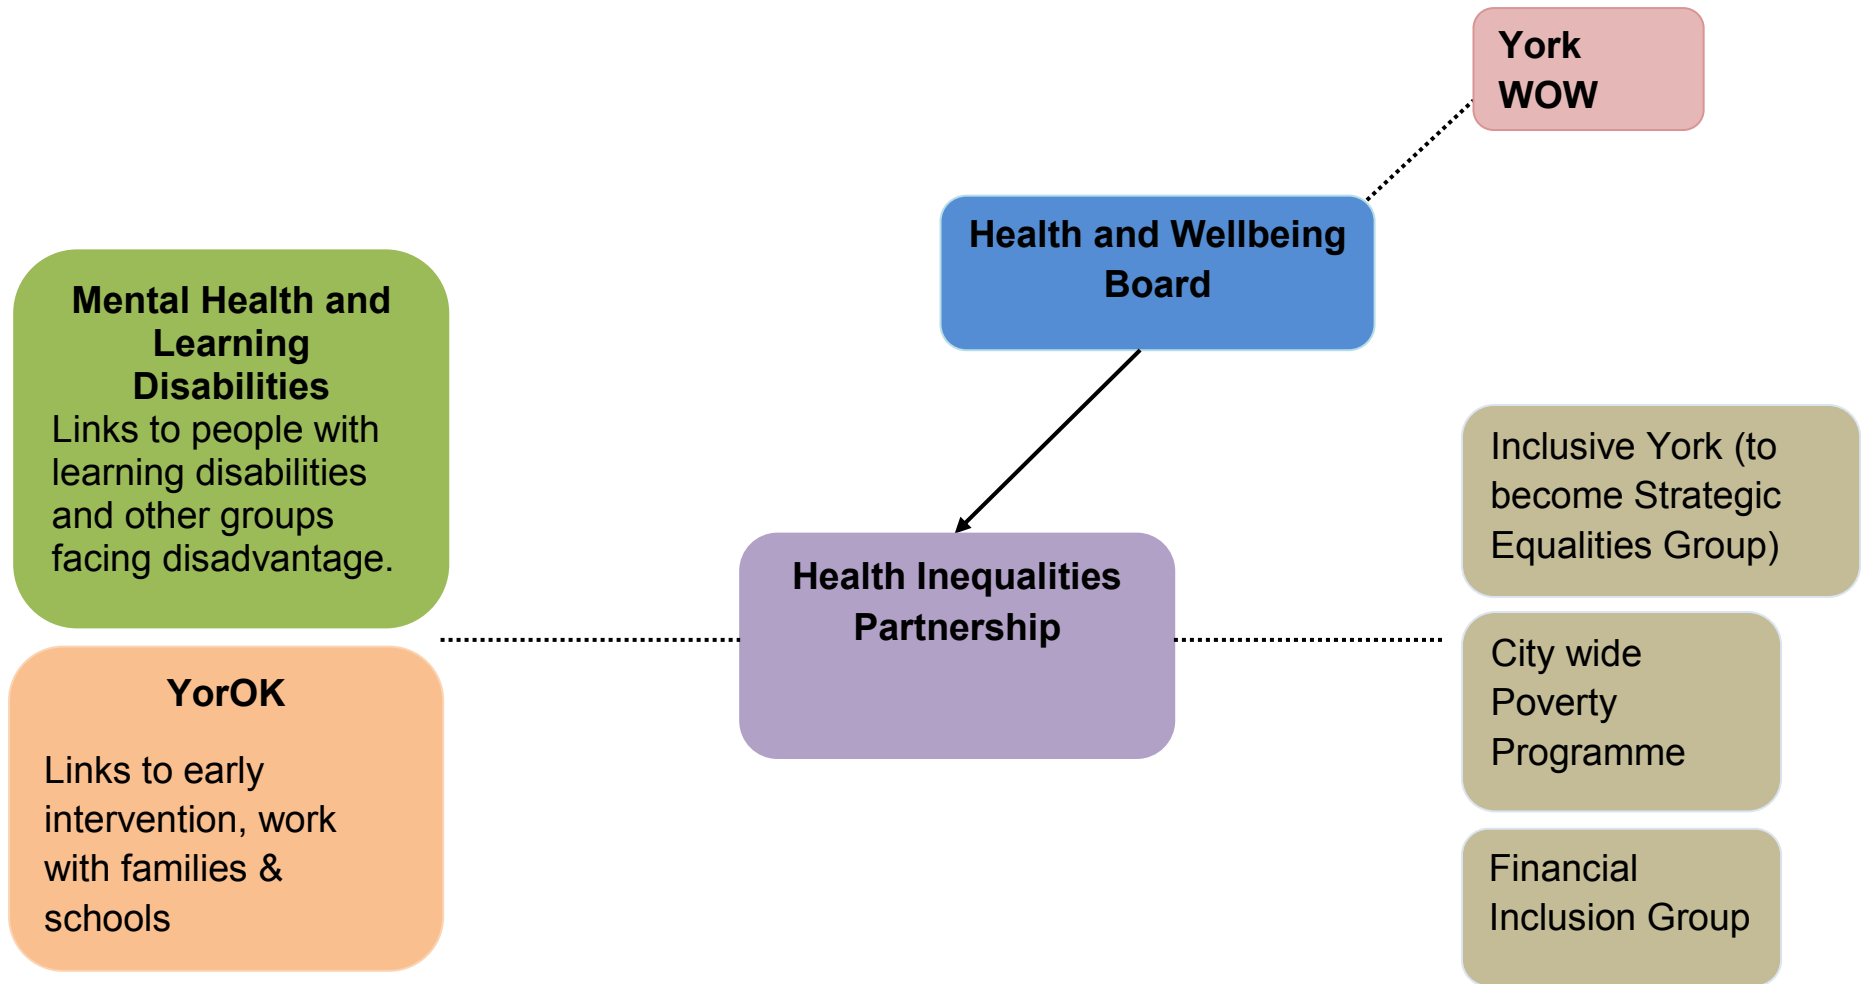 York
WOW
Health and Wellbeing
Board
Mental Health and
Learning
Disabilities
Links to people with
learning disabilities
and other groups
facing disadvantage.
Inclusive York (to
become Strategic
Equalities Group)
Health Inequalities
Partnership
City wide
Poverty
Programme
YorOK
Links to early
intervention, work
with families &
schools
Financial
Inclusion Group